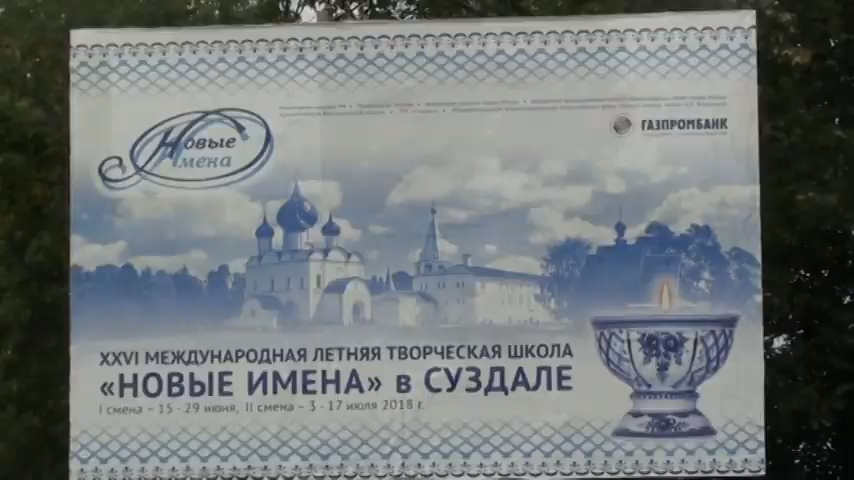 Новые
Имена
ГАЗПРОМБАНК
XXVI МЕЖДУНАРОДНАЯ ЛЕТНЯЯ ТВОРЧЕСКАЯ ШКОЛА
«НОВЫЕ ИМЕНА» в СУЗДАЛЕ
I смена – 15 - 29 июня, II смена – 3 - 17 июля 2018 г.